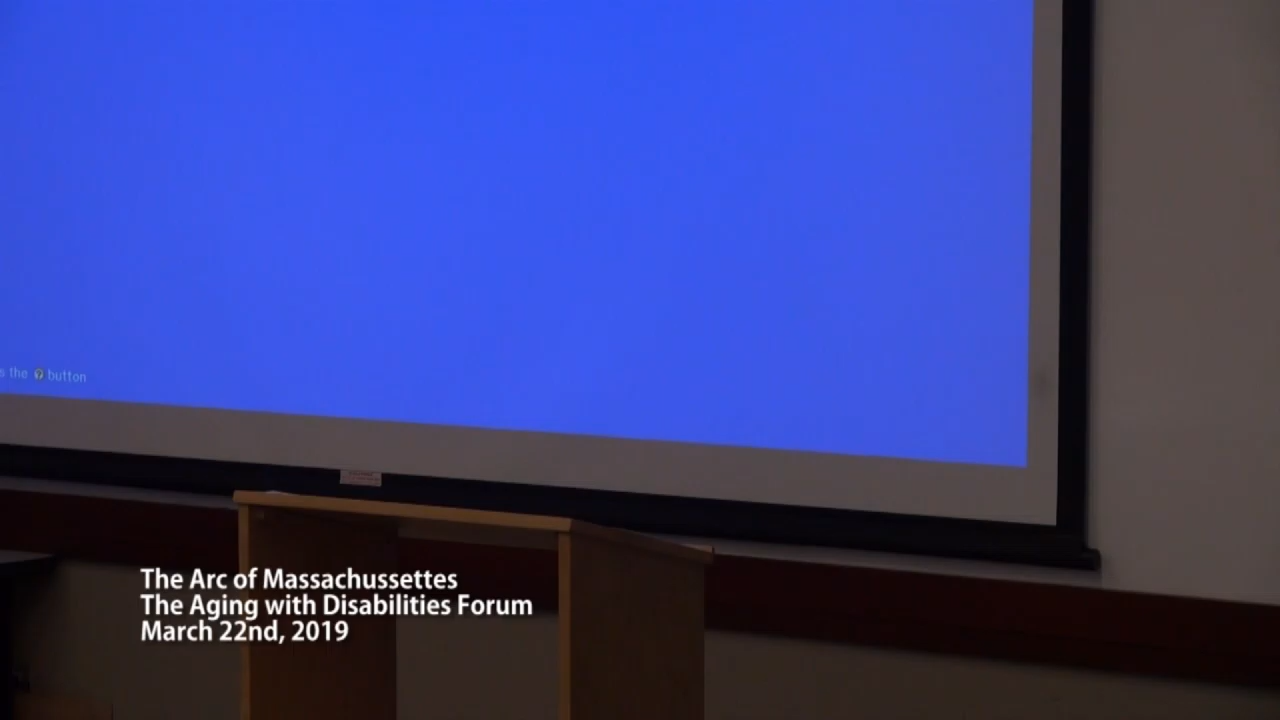 s the ? button
The Arc of Massachussettes
The Aging with Disabilities Forum
March 22nd, 2019